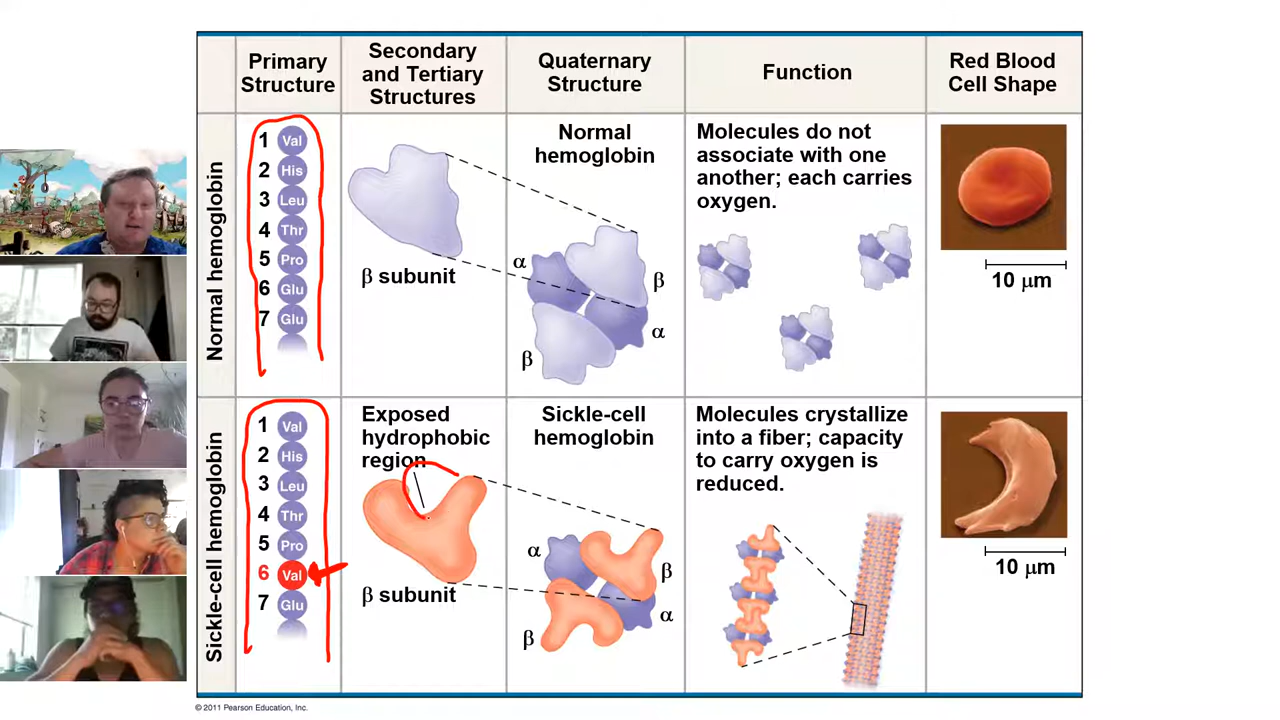 Primary
Structure
Secondary
and Tertiary
Structures
Quaternary
Structure
Function
Red Blood
Cell Shape
Normal hemoglobin
1 Val
2 His
3 Leu
4 Thr
5 Pro
6 Glu
7 Glu
β subunit
Normal
hemoglobin
α
β
α
β
Molecules do not
associate with one
another; each carries
oxygen.
10 μm
Sickle-cell hemoglobin
1 Val
2 His
3 Leu
4 Thr
5 Pro
6 Val
7 Glu
Exposed
hydrophobic
region
β subunit
Sickle-cell
hemoglobin
α
β
α
β
Molecules crystallize
into a fiber; capacity
to carry oxygen is
reduced.
10 μm
© 2011 Pearson Education, Inc.